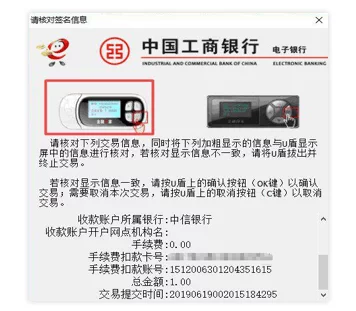 请核对签名信息
中国工商银行 电子银行
INDUSTRIAL AND COMMERCIAL BANK OF CHINA ELECTRONIC BANKING
请核对下列交易信息，同时将下列加粗显示的信息与U盾显示
屏中的信息进行核对，若核对显示信息不一致，请将U盾拔出并
终止交易。
若核对显示信息一致，请按U盾上的确认按钮（OK键）以确认
交易，需要取消本次交易，请按U盾上的取消按钮（C键）以取消
交易。
收款账户所属银行:中信银行
收款账户开户网点机构名:
手续费:0.00
手续费扣款卡号:
手续费扣款账号:1512006301204351615
总金额:1.00
交易提交时间:20190619002015184295